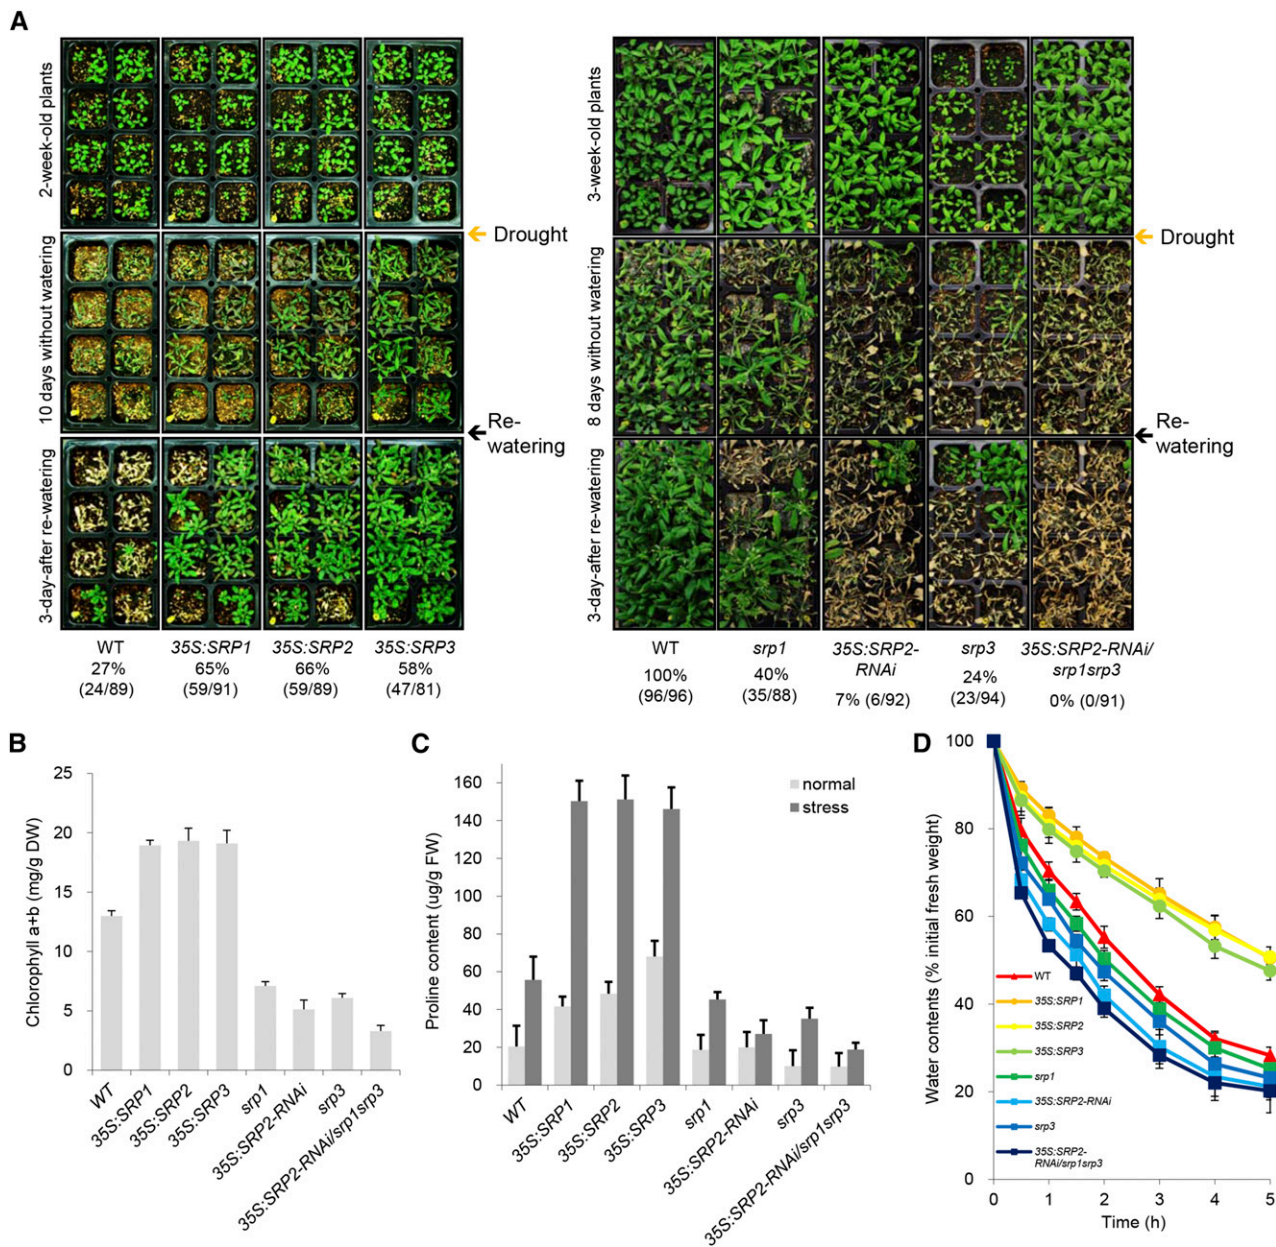 A
2-week-old plants
10 days without watering
3-day-after re-watering
Drought
Re-
watering
WT
27%
(24/89)
35S:SRP1
65%
(59/91)
35S:SRP2
66%
(59/89)
35S:SRP3
58%
(47/81)
3-week-old plants
8 days without watering
3-day-after re-watering
Drought
Re-
watering
WT
100%
(96/96)
srp1
40%
(35/88)
35S:SRP2-
RNAi
7% (6/92)
srp3
24%
(23/94)
35S:SRP2-RNAi/
srp1srp3
0% (0/91)
B
Chlorophyll a+b (mg/g DW)
25
20
15
10
5
0
WT
35S:SRP1
35S:SRP2
35S:SRP3
srp1
35S:SRP2-RNAi
srp3
35S:SRP2-RNAi/srp1srp3
C
Proline content (ug/g FW)
160
140
120
100
80
60
40
20
0
normal
stress
WT
35S:SRP1
35S:SRP2
35S:SRP3
srp1
35S:SRP2-RNAi
srp3
35S:SRP2-RNAi/srp1srp3
D
Water contents (% initial fresh weight)
100
80
60
40
20
0
WT
35S:SRP1
35S:SRP2
35S:SRP3
srp1
35S:SRP2-RNAi
srp3
35S:SRP2-
RNAi/srp1srp3
0 1 2 3 4 5
Time (h)